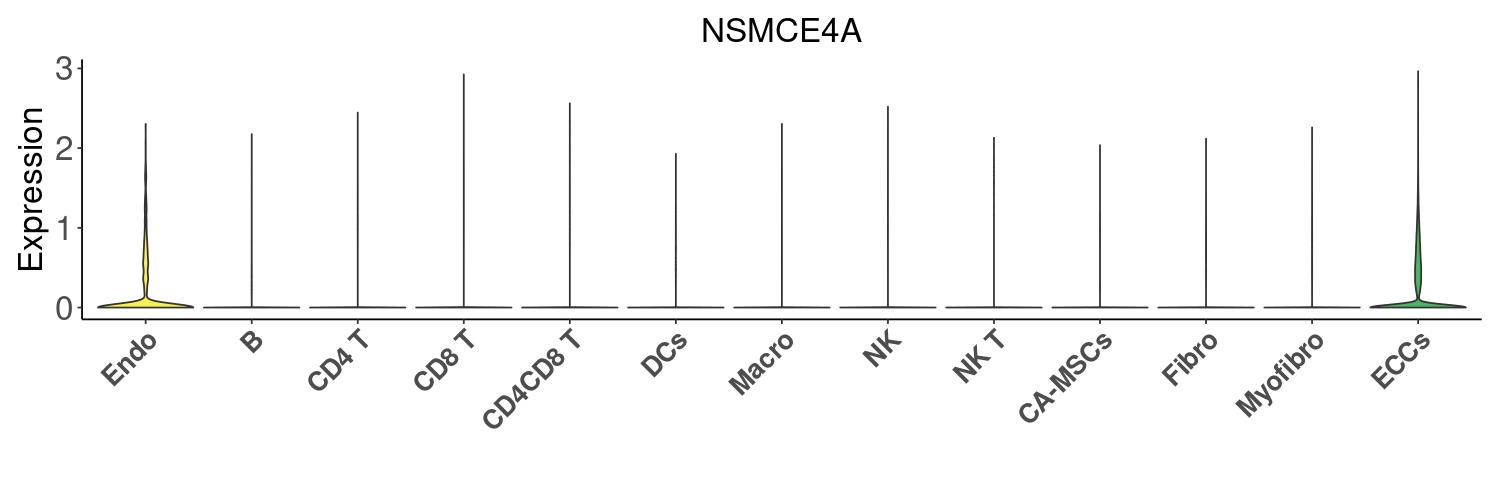 NSMCE4A
Expression
3
2
1
0
Endo
B
CD4 T
CD8 T
CD4CD8 T
DCs
Macro
NK
NK T
CA-MSCs
Fibro
Myofibro
ECCs